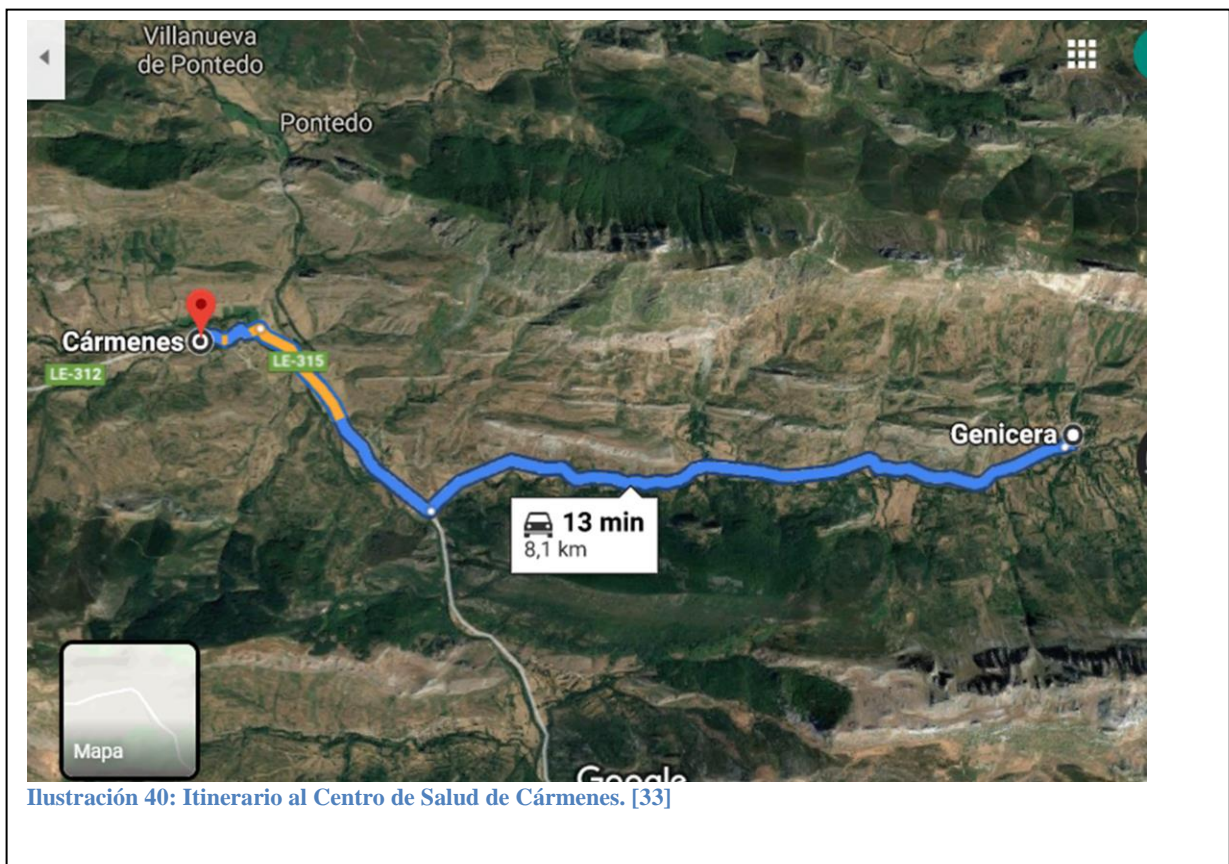 Villanueva
de Pontedo
Pontedo
Cármenes
LE-312
LE-315
Genicera
13 min
8,1 km
Mapa
Google
Ilustración 40: Itinerario al Centro de Salud de Cármenes. [33]